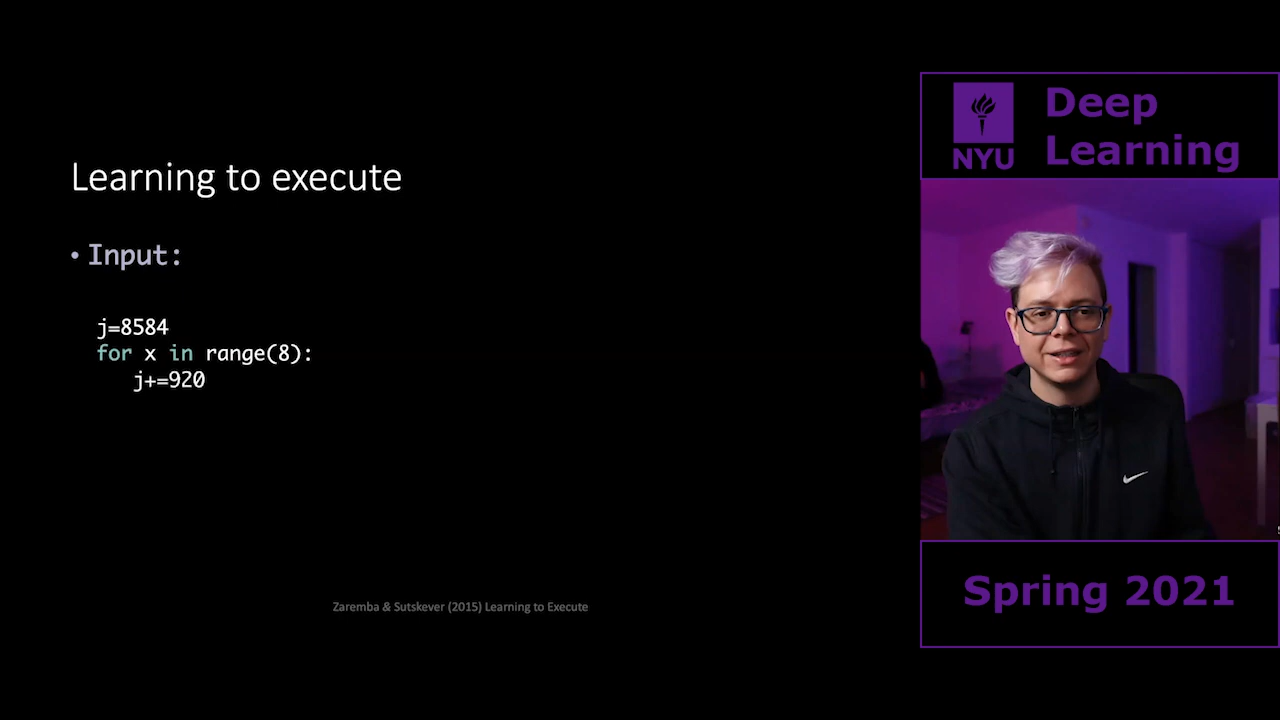 Learning to execute
• Input:
j=8584
for x in range(8):
j+=920
Zaremba & Sutskever (2015) Learning to Execute
NYU
Deep
Learning
Spring 2021